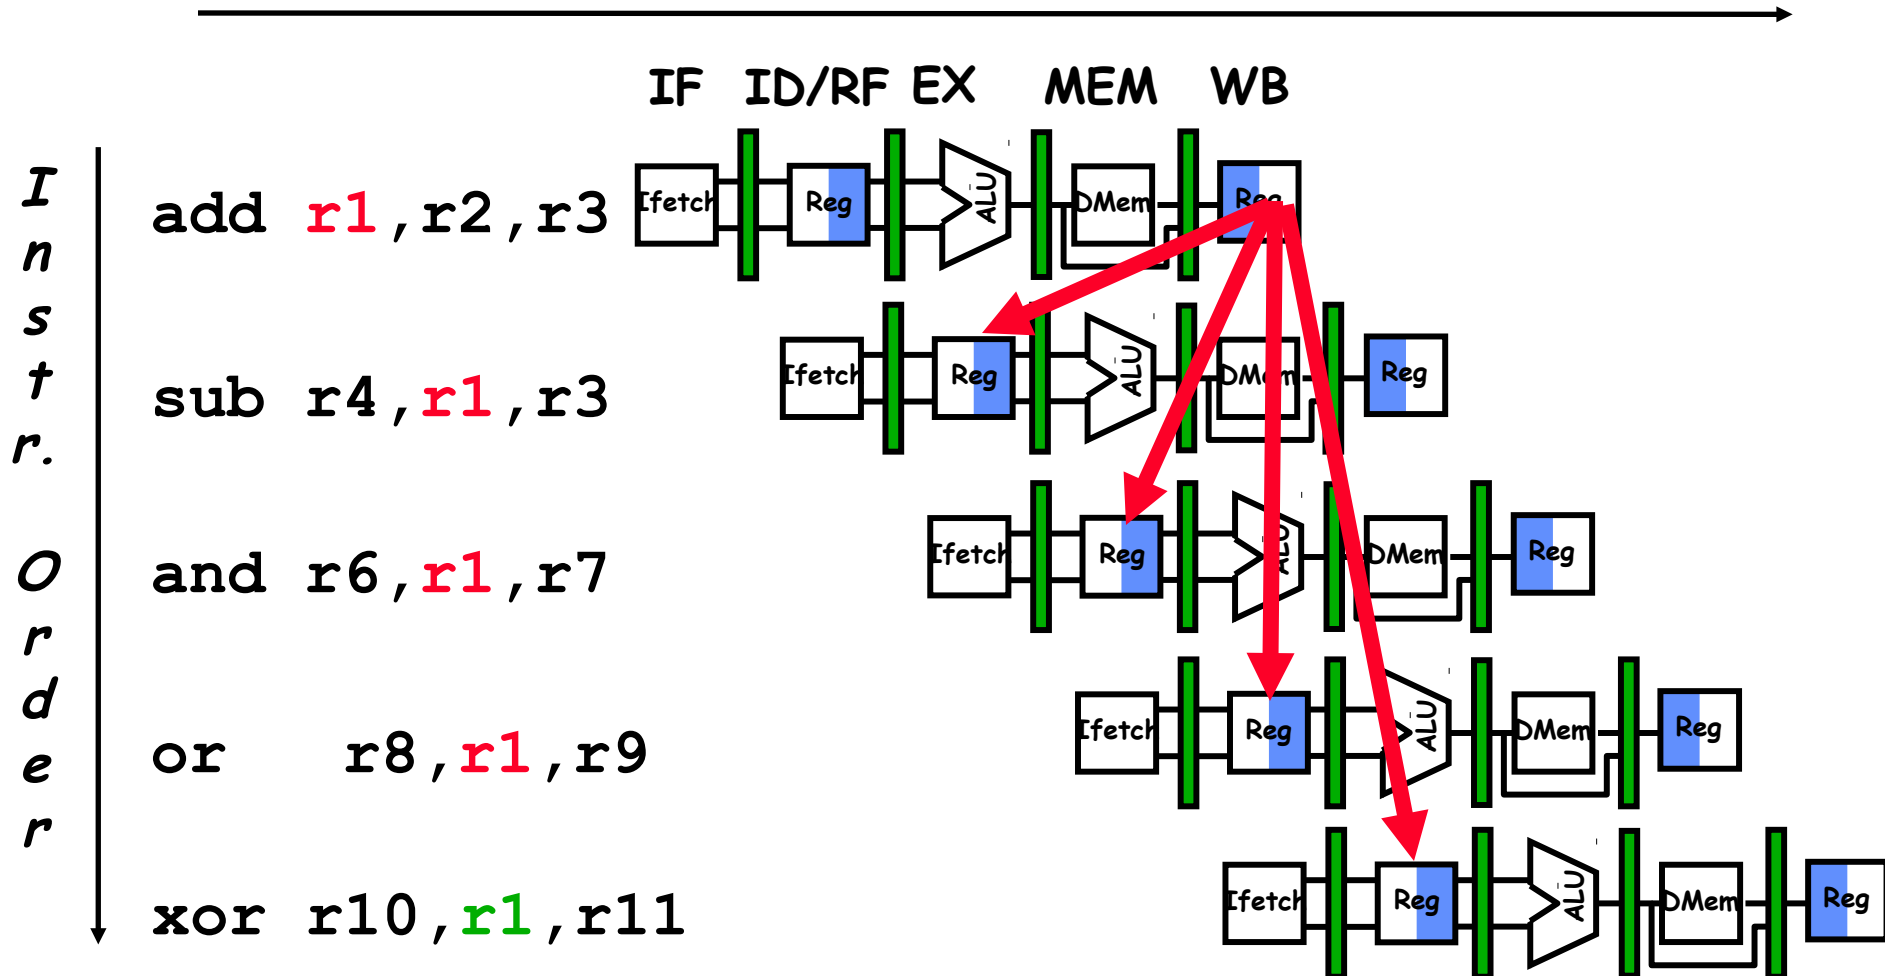 IF ID/RF EX MEM WB
Instr. Order
add r1,r2,r3 Ifetch Reg ALU DMem Reg
sub r4,r1,r3 Ifetch Reg ALU DMem Reg
and r6,r1,r7 Ifetch Reg ALU DMem Reg
or r8,r1,r9 Ifetch Reg ALU DMem Reg
xor r10,r1,r11 Ifetch Reg ALU DMem Reg